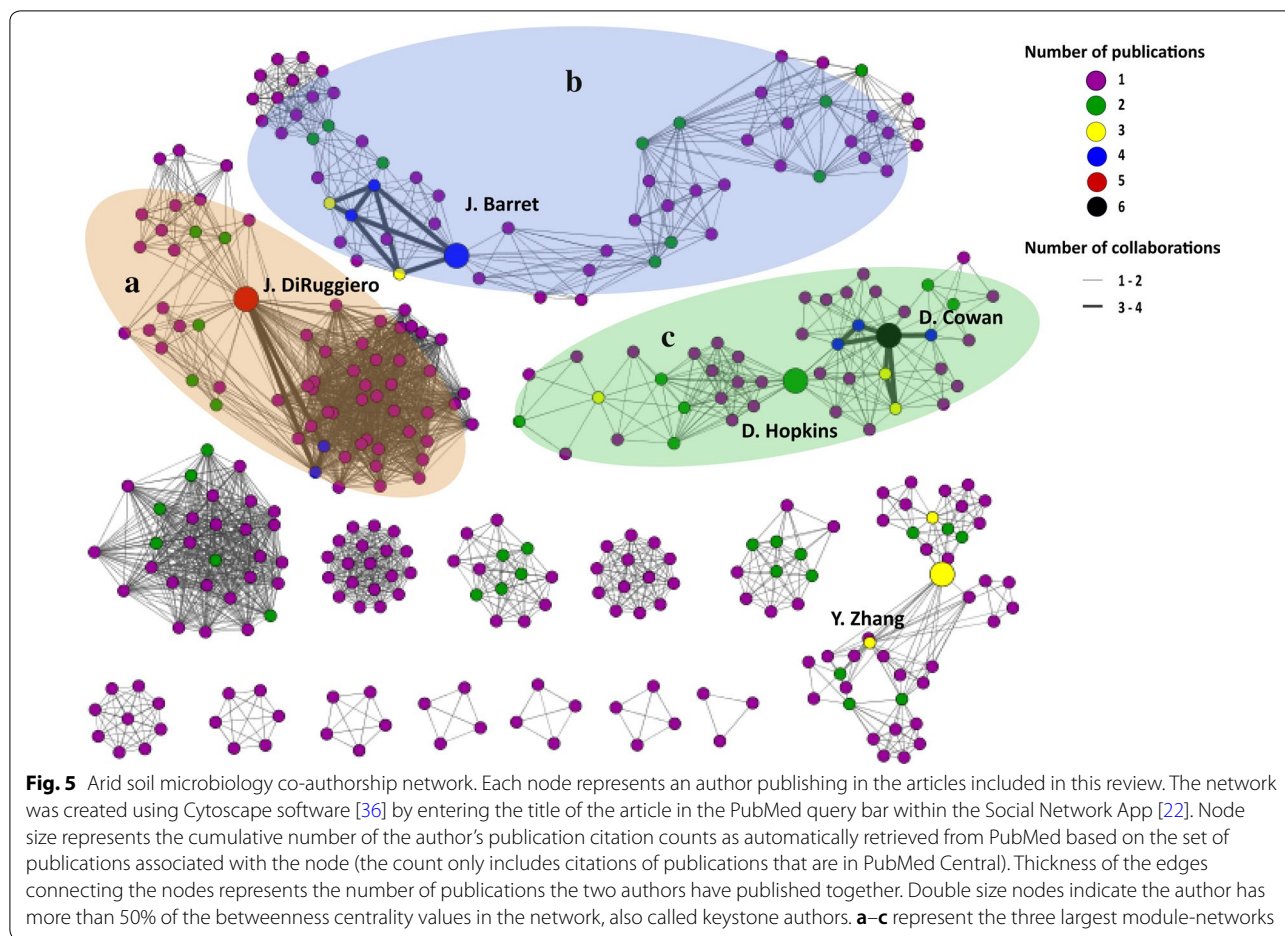 b
Number of publications
1
2
3
4
5
6
J. Barret
Number of collaborations
1 - 2
3 - 4
a
J. DiRuggiero
D. Cowan
c
D. Hopkins
Y. Zhang
Fig. 5 Arid soil microbiology co-authorship network. Each node represents an author publishing in the articles included in this review. The network
was created using Cytoscape software [36] by entering the title of the article in the PubMed query bar within the Social Network App [22]. Node
size represents the cumulative number of the author's publication citation counts as automatically retrieved from PubMed based on the set of
publications associated with the node (the count only includes citations of publications that are in PubMed Central). Thickness of the edges
connecting the nodes represents the number of publications the two authors have published together. Double size nodes indicate the author has
more than 50% of the betweenness centrality values in the network, also called keystone authors. a–c represent the three largest module-networks